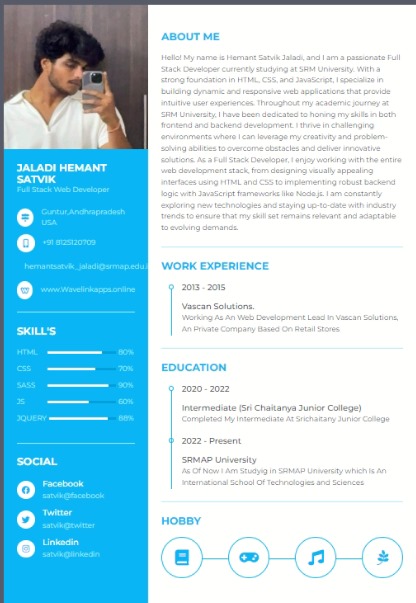 JALADI HEMANT
SATVIK
Full Stack Web Developer
Guntur,Andhrapradesh
USA
+91 8125120709
hemantsatvik_jaladi@srmap.edu.i
www.Wavelinkapps.online
SKILL'S
HTML 80%
CSS 70%
SASS 90%
JS 60%
JQUERY 88%
SOCIAL
Facebook
satvik@facebook
Twitter
satvik@twitter
Linkedin
satvik@linkedin
ABOUT ME
Hello! My name is Hemant Satvik Jaladi, and I am a passionate Full
Stack Developer currently studying at SRM University. With a
strong foundation in HTML, CSS, and JavaScript, I specialize in
building dynamic and responsive web applications that provide
intuitive user experiences. Throughout my academic journey at
SRM University, I have been dedicated to honing my skills in both
frontend and backend development. I thrive in challenging
environments where I can leverage my creativity and problem-
solving abilities to overcome obstacles and deliver innovative
solutions. As a Full Stack Developer, I enjoy working with the entire
web development stack, from designing visually appealing
interfaces using HTML and CSS to implementing robust backend
logic with JavaScript frameworks like Node.js. I am constantly
exploring new technologies and staying up-to-date with industry
trends to ensure that my skill set remains relevant and adaptable
to evolving demands.
WORK EXPERIENCE
2013 - 2015
Vascan Solutions.
Working As An Web Development Lead In Vascan Solutions,
An Private Company Based On Retail Stores
EDUCATION
2020 - 2022
Intermediate (Sri Chaitanya Junior College)
Completed My Intermediate At Srichaitany Junior College
2022 - Present
SRMAP University
As Of Now I Am Studyig in SRMAP University which Is An
International School Of Technologies and Sciences
HOBBY